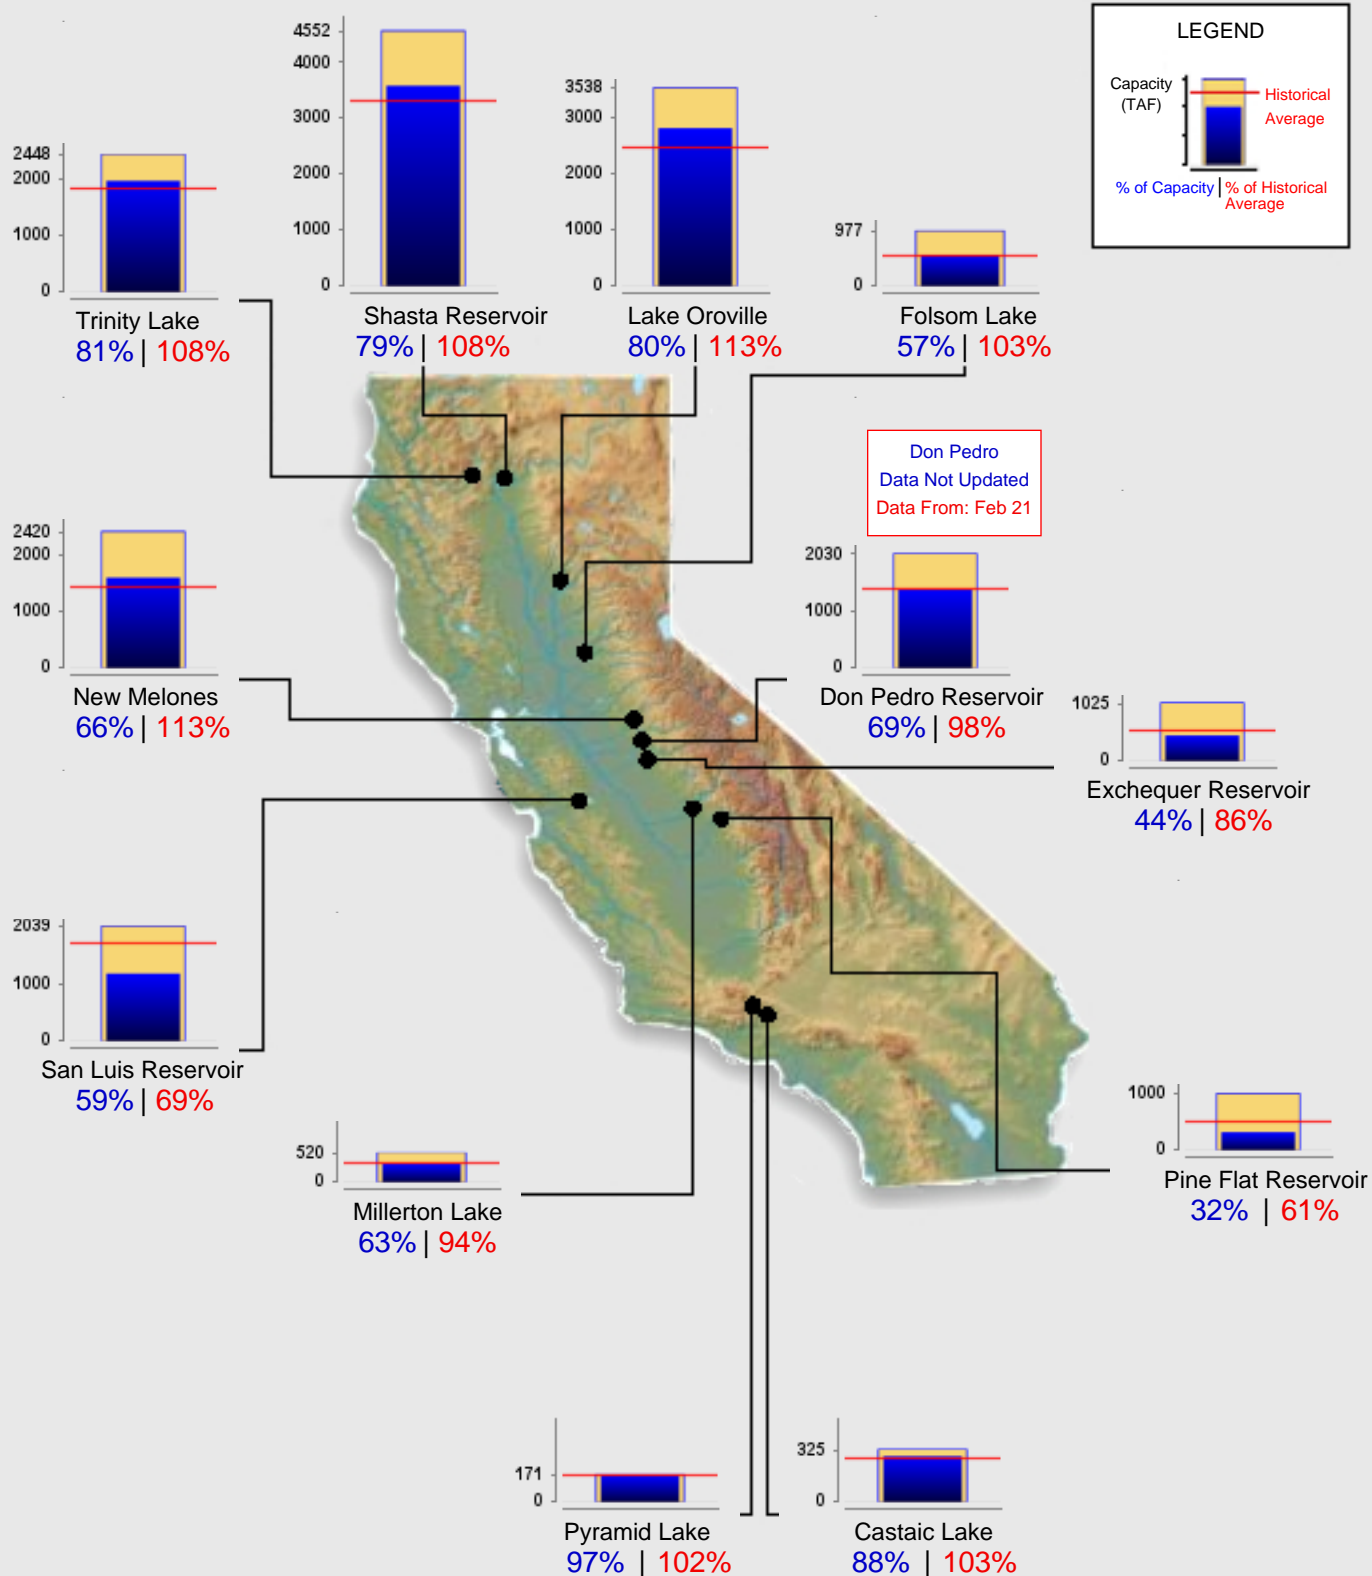 LEGEND
Capacity
(TAF)
Historical
Average
% of Capacity | % of Historical
Average
4552
4000
3000
2000
1000
0
Shasta Reservoir
79% | 108%
3538
3000
2000
1000
0
Lake Oroville
80% | 113%
977
0
Folsom Lake
57% | 103%
2448
2000
1000
0
Trinity Lake
81% | 108%
Don Pedro
Data Not Updated
Data From: Feb 21
2030
1000
0
Don Pedro Reservoir
69% | 98%
2420
2000
1000
0
New Melones
66% | 113%
1025
0
Exchequer Reservoir
44% | 86%
2039
1000
0
San Luis Reservoir
59% | 69%
520
0
Millerton Lake
63% | 94%
1000
0
Pine Flat Reservoir
32% | 61%
171
0
Pyramid Lake
97% | 102%
325
0
Castaic Lake
88% | 103%